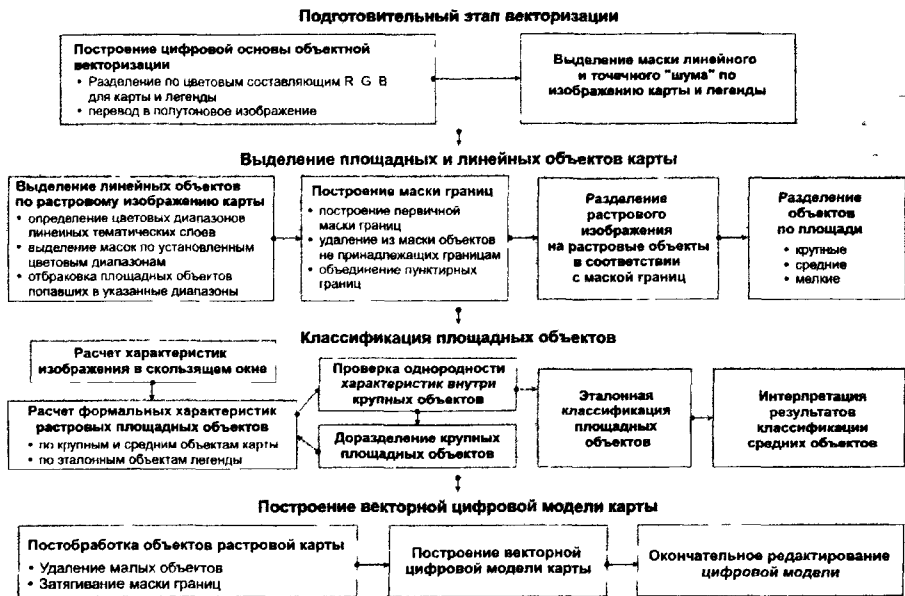 Подготовительный этап векторизации
Построение цифровой основы объектной
векторизации
• Разделение по цветовым составляющим R G B
для карты и легенды
• перевод в полутоновое изображение
Выделение маски линейного
и точечного "шума" по
изображению карты и легенды
Выделение площадных и линейных объектов карты
Выделение линейных объектов
по растровому изображению карты
• определение цветовых диапазонов
линейных тематических слоев
• выделение масок по установленным
цветовым диапазонам
• отбраковка площадных объектов
попавших в указанные диапазоны
Построение маски границ
• построение первичной
маски границ
• удаление из маски объектов
не принадлежащих границам
• объединение пунктирных
границ
Разделение
растрового
изображения
на растровые объекты
в соответствии
с маской границ
Разделение
объектов
по площади
• крупные
• средние
• мелкие
Классификация площадных объектов
Расчет характеристик
изображения в скользящем окне
Расчет формальных характеристик
растровых площадных объектов
• по крупным и средним объектам карты
• по эталонным объектам легенды
Проверка однородности
характеристик внутри
крупных объектов
Доразделение крупных
площадных объектов
Эталонная
классификация
площадных
объектов
Интерпретация
результатов
классификации
средних объектов
Построение векторной цифровой модели карты
Постобработка объектов растровой карты
• Удаление малых объектов
• Затягивание маски границ
Построение векторной
цифровой модели карты
Окончательное редактирование
цифровой модели